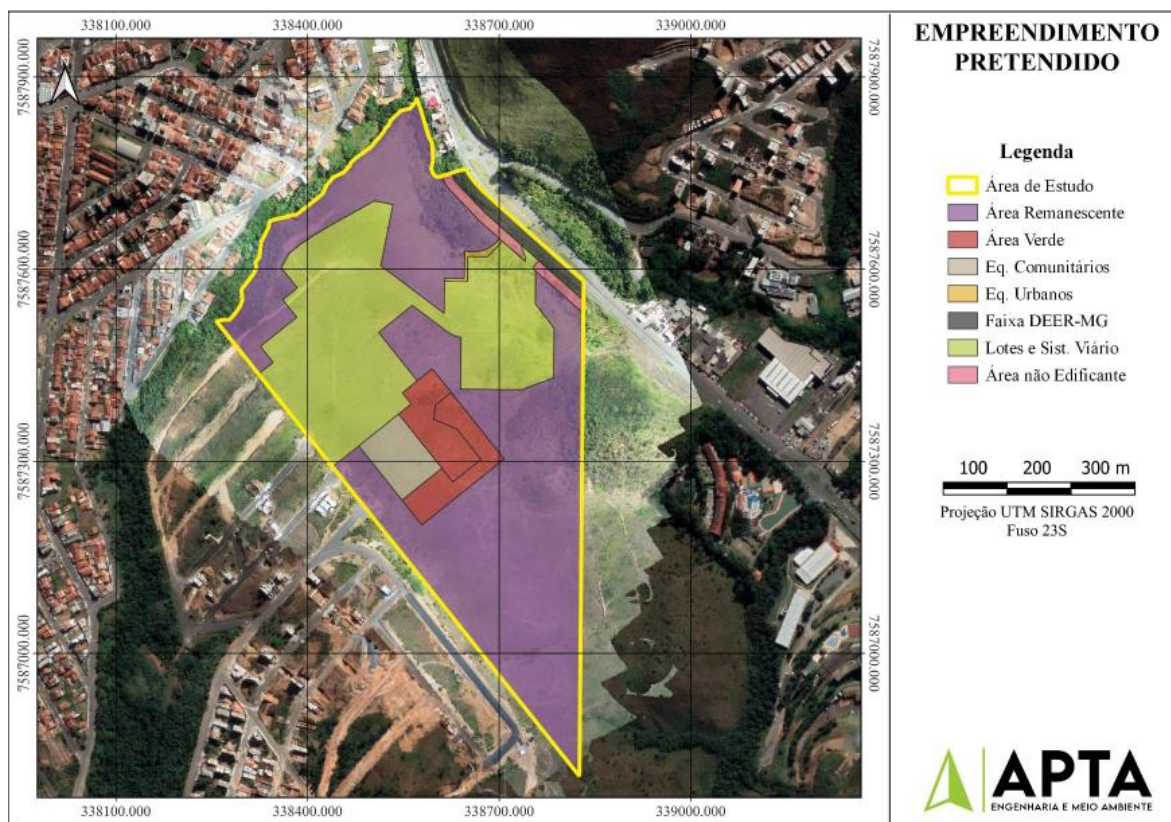 338100.000 338400.000 338700.000 339000.000
7587900.000
7587600.000
7587300.000
7587000.000
N
7587900.000
7587600.000
7587300.000
7587000.000
338100.000 338400.000 338700.000 339000.000
EMPREENDIMENTO
PRETENDIDO
Legenda
Área de Estudo
Área Remanescente
Área Verde
Eq. Comunitários
Eq. Urbanos
Faixa DEER-MG
Lotes e Sist. Viário
Área não Edificante
100 200 300 m
Projeção UTM SIRGAS 2000
Fuso 23S
APTA
ENGENHARIA E MEIO AMBIENTE